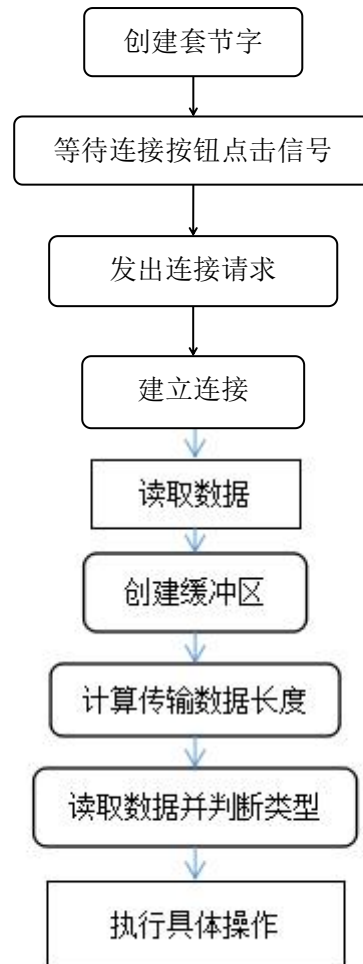 创建套节字
等待连接按钮点击信号
发出连接请求
建立连接
读取数据
创建缓冲区
计算传输数据长度
读取数据并判断类型
执行具体操作